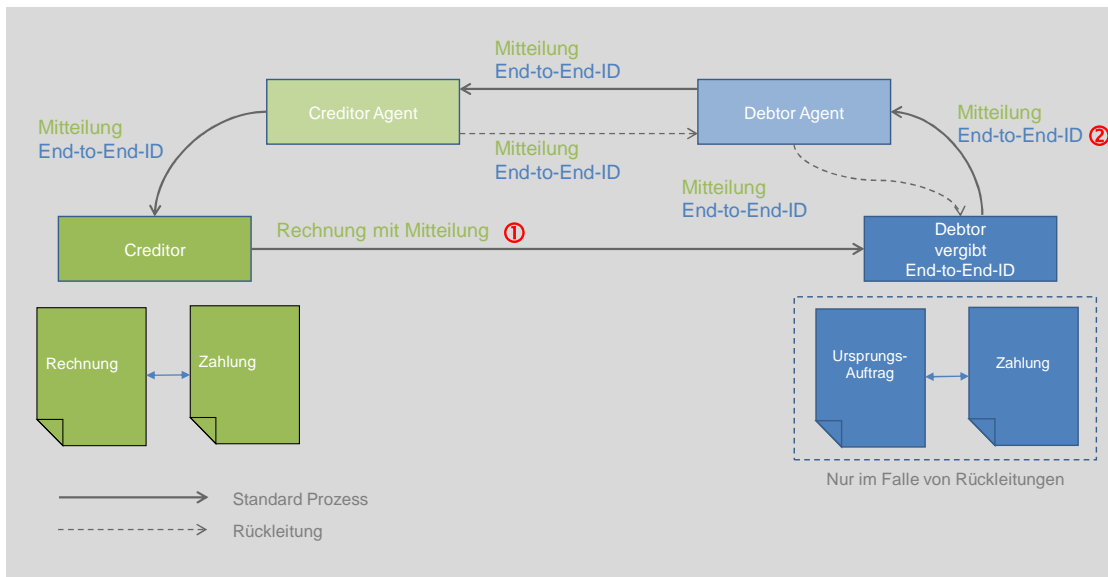 Mitteilung
End-to-End-ID
Creditor Agent
Debtor Agent
Mitteilung
End-to-End-ID
Mitteilung
End-to-End-ID ②
Mitteilung
End-to-End-ID
Mitteilung
End-to-End-ID
Creditor
Rechnung mit Mitteilung ①
Debtor
vergibt
End-to-End-ID
Rechnung
Zahlung
Ursprungs-
Auftrag
Zahlung
Nur im Falle von Rückleitungen
Standard Prozess
Rückleitung